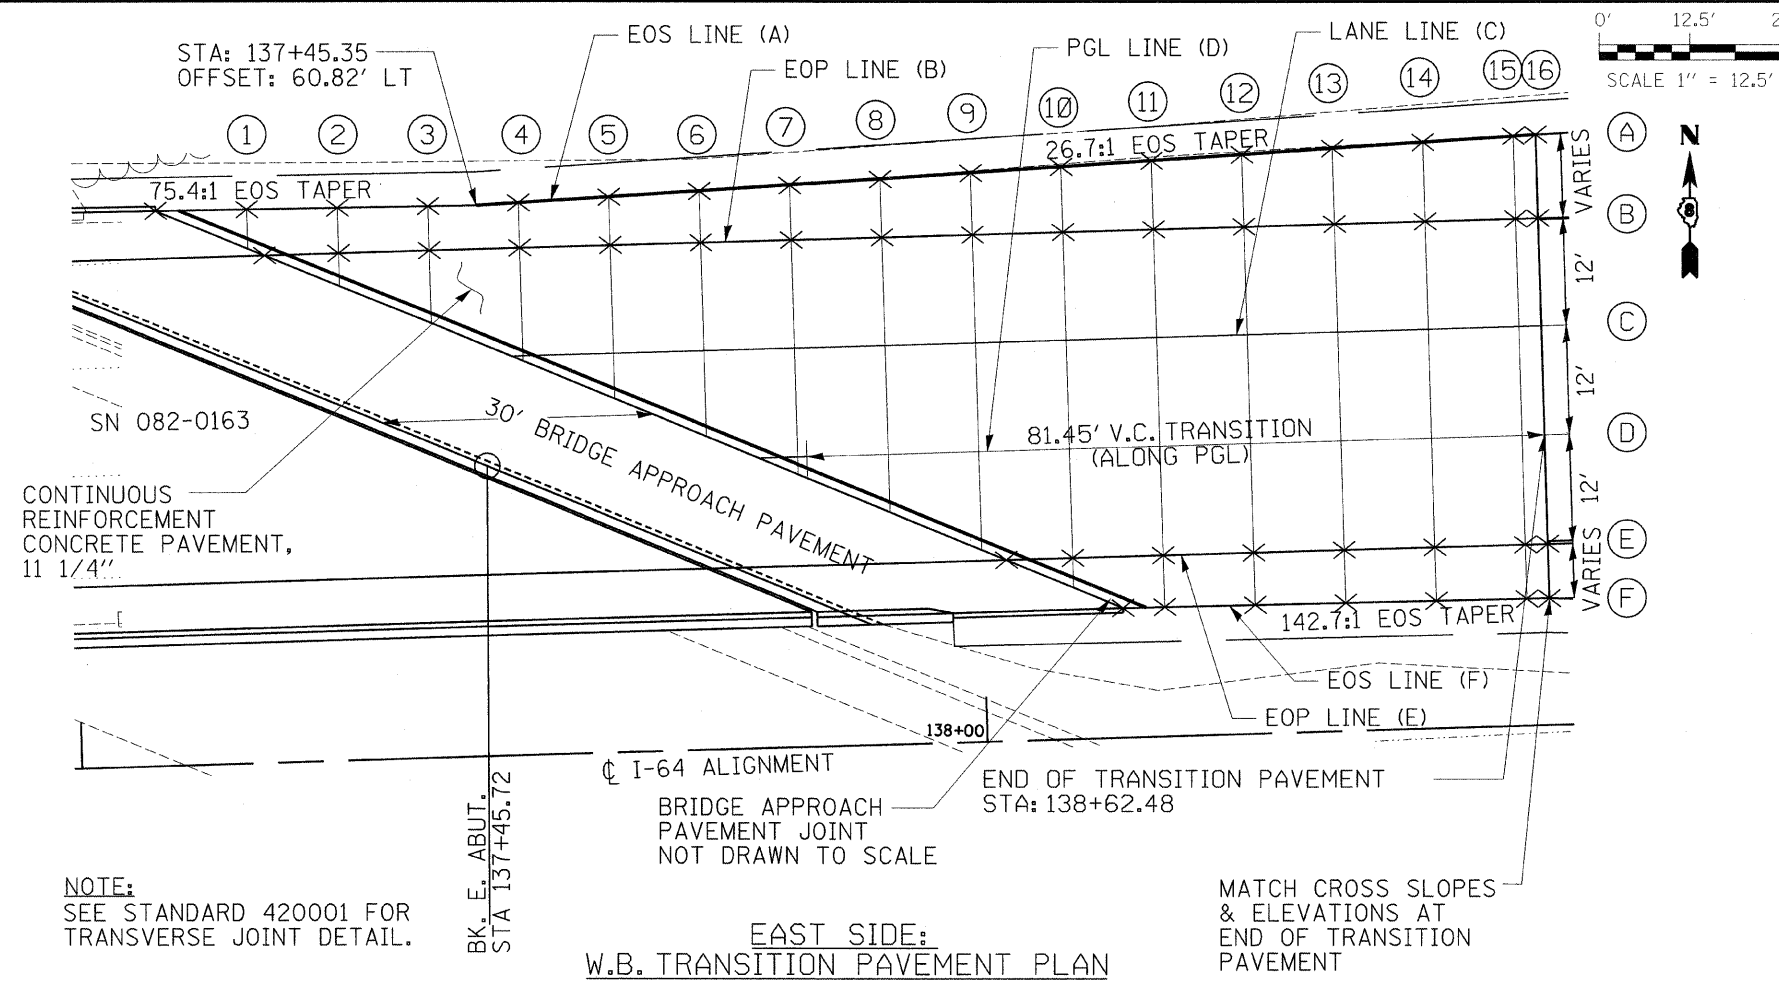 STA: 137+45.35
OFFSET: 60.82' LT
EOS LINE (A)
EOP LINE (B)
PGL LINE (D)
LANE LINE (C)
0' 12.5' 2
SCALE 1" = 12.5'
1 2 3 4 5 6 7 8 9 10 11 12 13 14 15 16
75.4:1 EOS TAPER
26.7:1 EOS TAPER
N
A
VARIES
B
12'
C
12'
D
12'
E
VARIES
F
SN 082-0163
30' BRIDGE APPROACH PAVEMENT
81.45' V.C. TRANSITION
(ALONG PGL)
CONTINUOUS
REINFORCEMENT
CONCRETE PAVEMENT,
11 1/4"
142.7:1 EOS TAPER
EOS LINE (F)
EOP LINE (E)
138+00
℄ I-64 ALIGNMENT
BK. E. ABUT.
STA 137+45.72
BRIDGE APPROACH
PAVEMENT JOINT
NOT DRAWN TO SCALE
END OF TRANSITION PAVEMENT
STA: 138+62.48
MATCH CROSS SLOPES
& ELEVATIONS AT
END OF TRANSITION
PAVEMENT
NOTE:
SEE STANDARD 420001 FOR
TRANSVERSE JOINT DETAIL.
EAST SIDE:
W.B. TRANSITION PAVEMENT PLAN